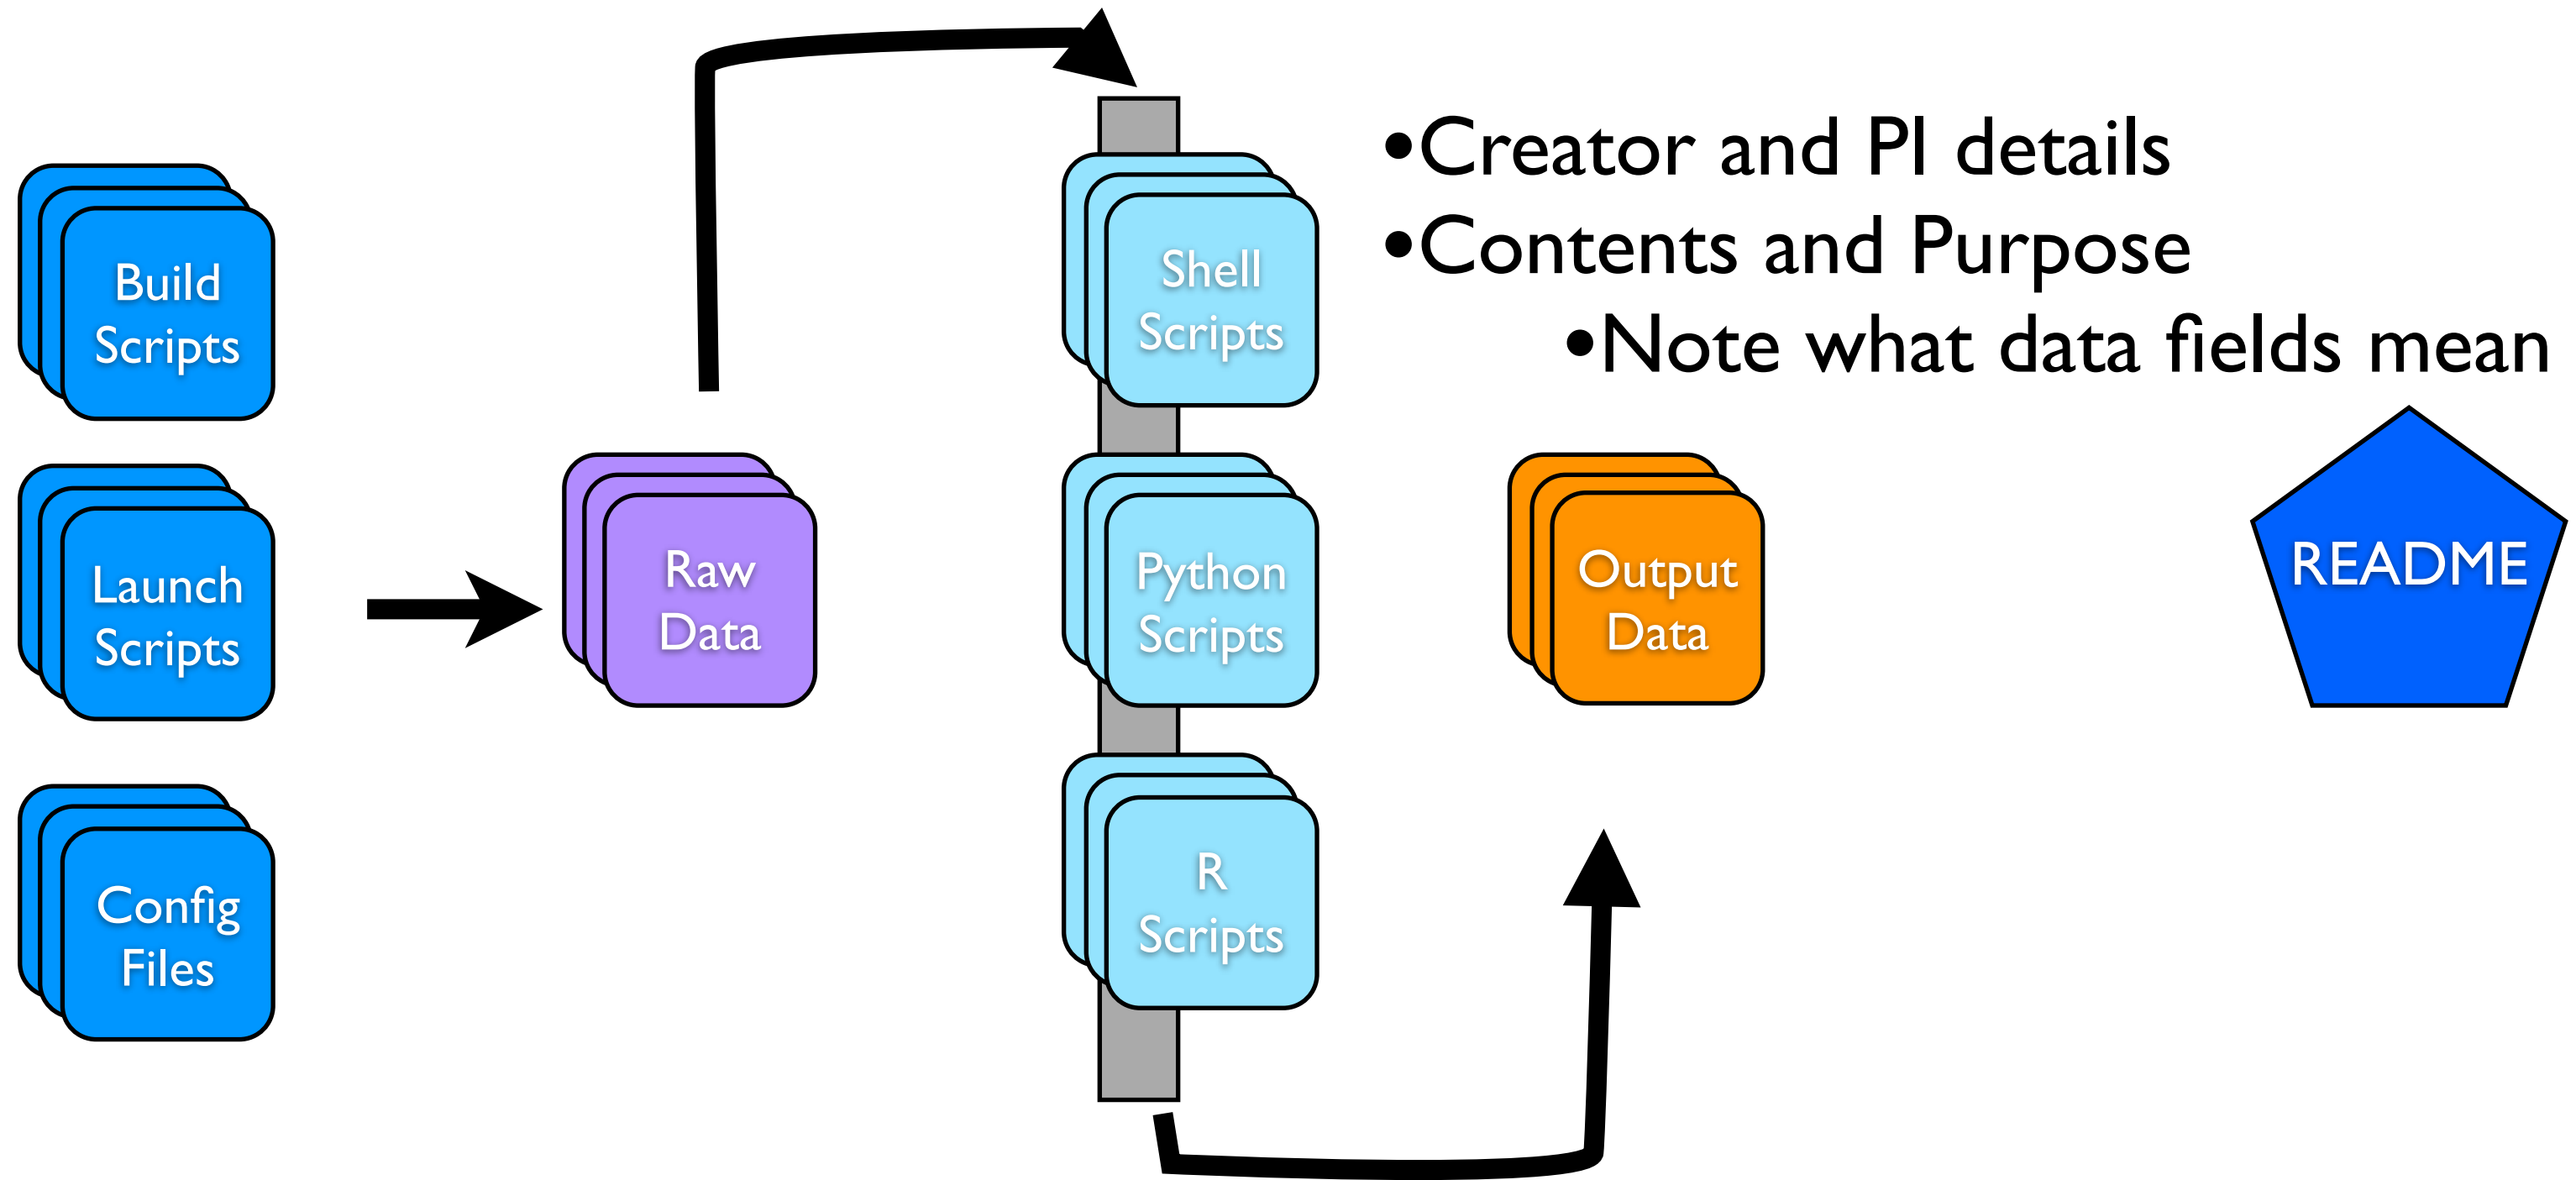 Build
Scripts
Launch
Scripts
Config
Files
Raw
Data
Shell
Scripts
Python
Scripts
R
Scripts
•Creator and PI details
•Contents and Purpose
•Note what data fields mean
Output
Data
README